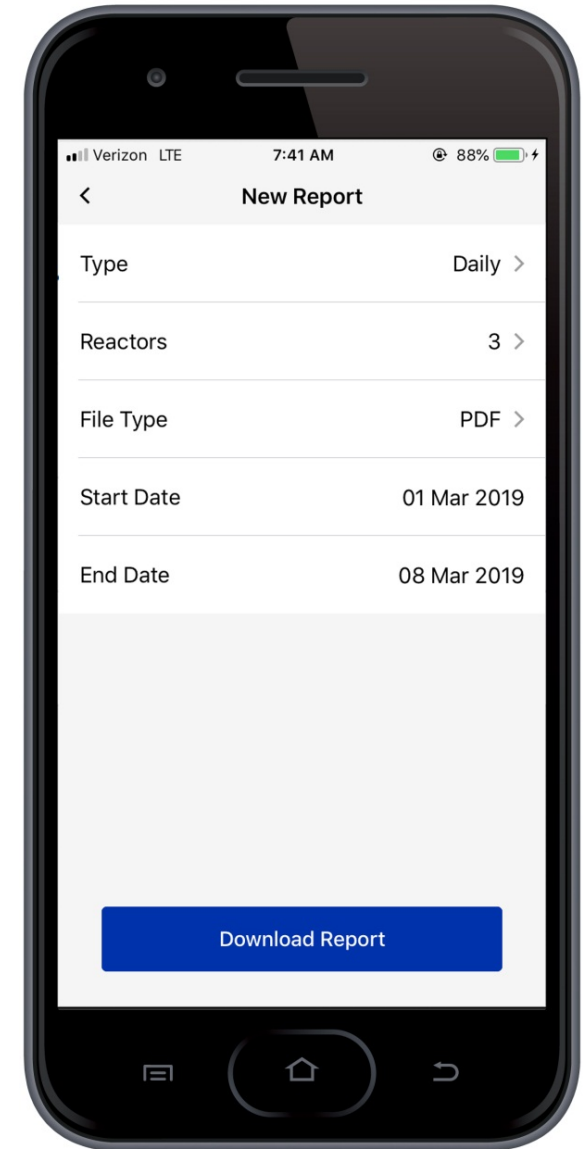 Verizon LTE 7:41 AM 88%
New Report
Type Daily
Reactors 3
File Type PDF
Start Date 01 Mar 2019
End Date 08 Mar 2019
Download Report